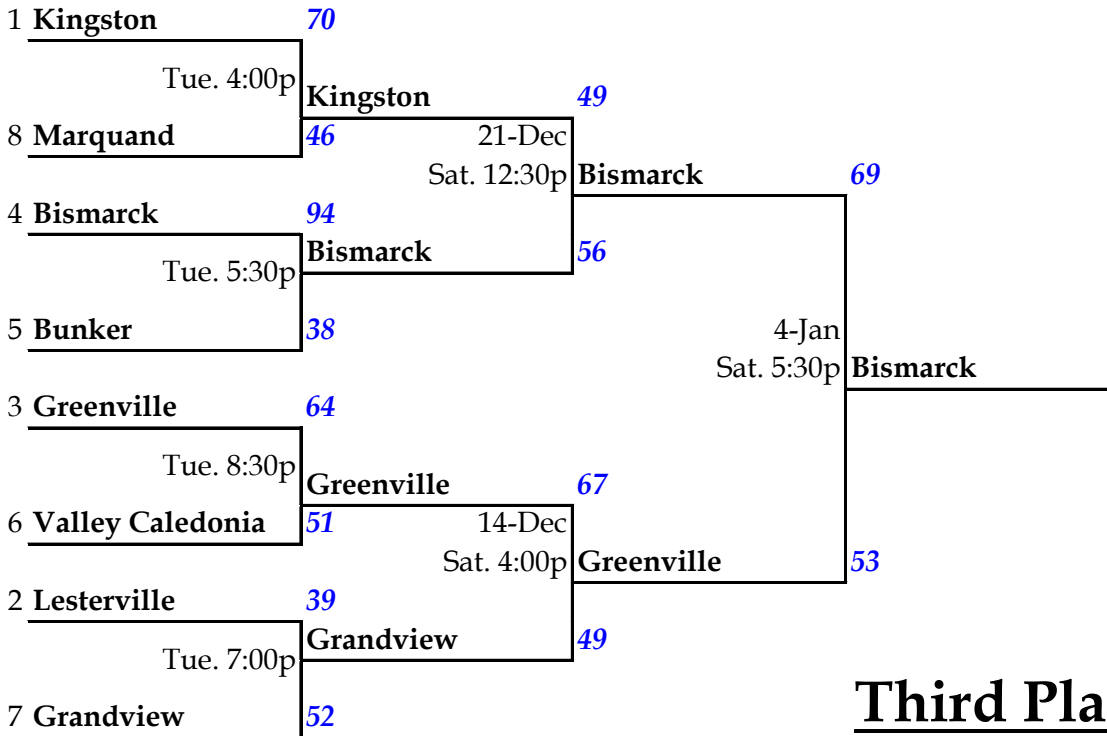 1 Kingston 70
Tue. 4:00p
Kingston 49
8 Marquand 46
21-Dec
Sat. 12:30p
Bismarck 69
4 Bismarck 94
Bismarck 56
Tue. 5:30p
5 Bunker 38
4-Jan
Sat. 5:30p
Bismarck
3 Greenville 64
Tue. 8:30p
Greenville 67
6 Valley Caledonia 51
14-Dec
Sat. 4:00p
Greenville 53
2 Lesterville 39
Grandview 49
Tue. 7:00p
7 Grandview 52
Third Pla